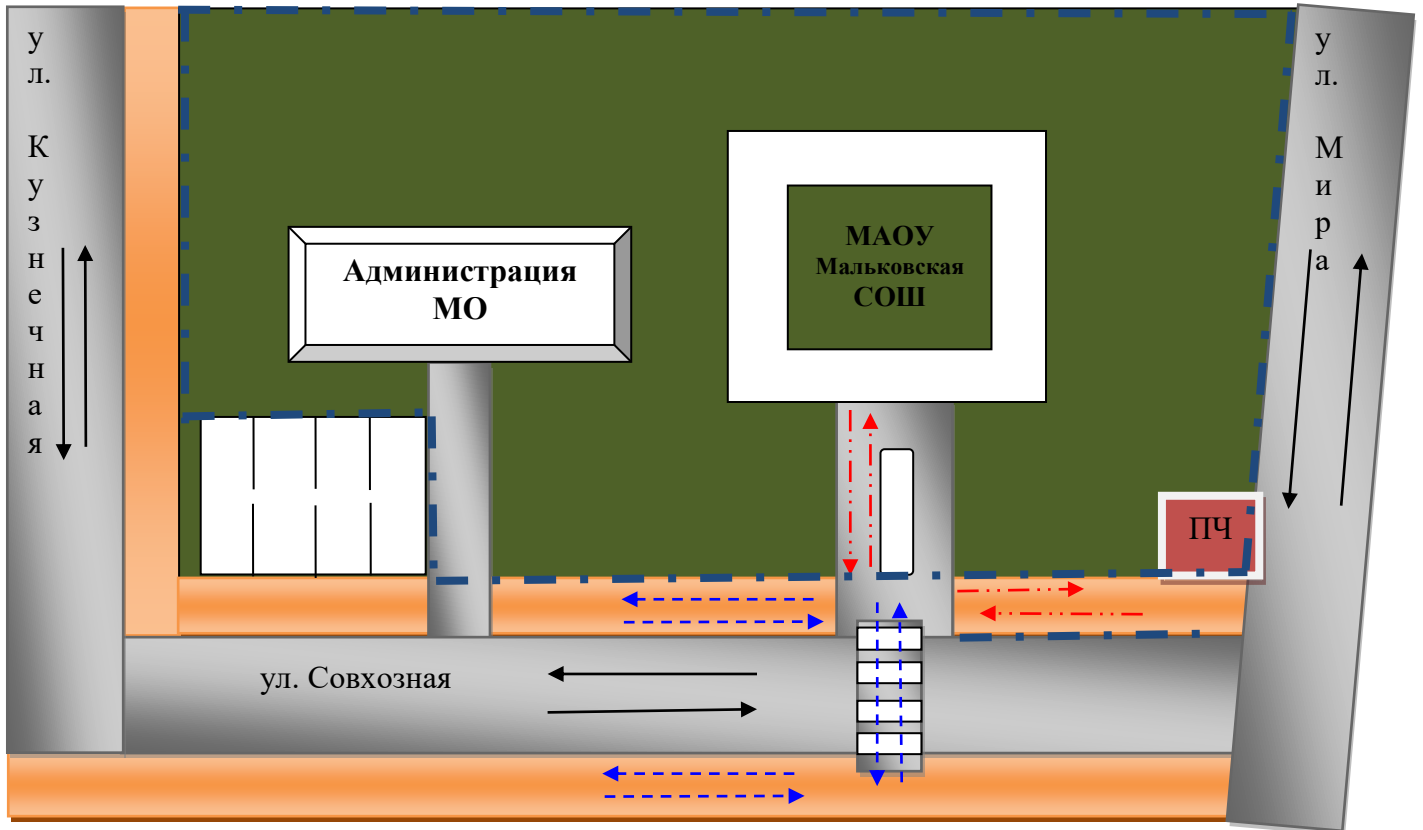 ул. Кузнечная
ул. Мира
Администрация
МО
МАОУ
Мальковская
СОШ
ПЧ
ул. Совхозная